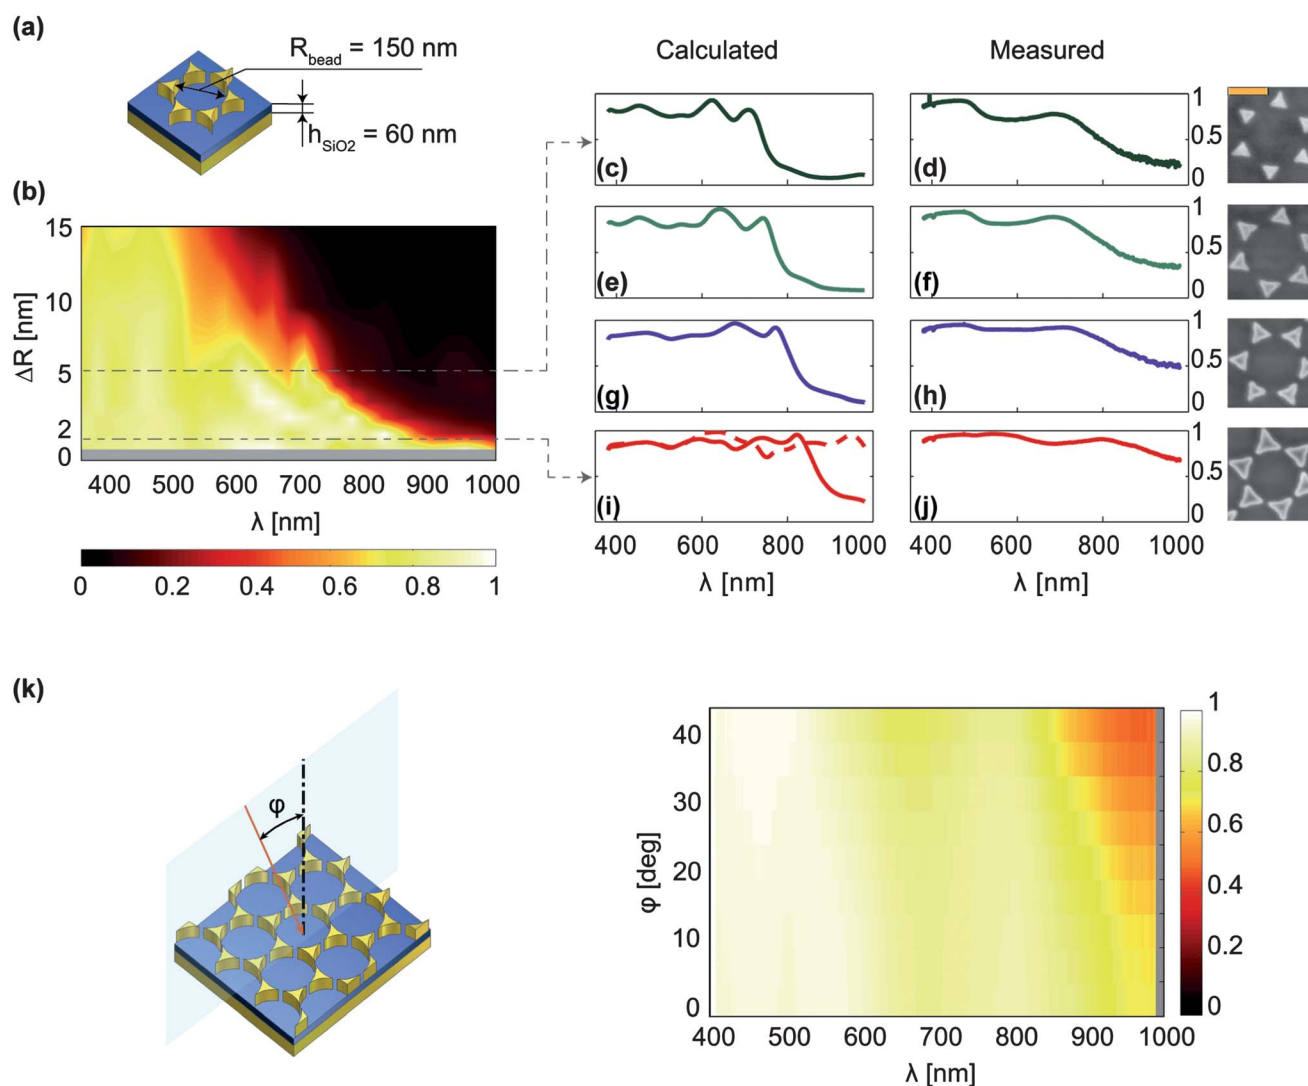 (a)
R_bead = 150 nm
h_SiO2 = 60 nm
(b)
15
10
5
2
0
ΔR [nm]
400 500 600 700 800 900 1000
λ [nm]
0 0.2 0.4 0.6 0.8 1
Calculated
Measured
(c)
(d)
1
0.5
0
(e)
(f)
1
0.5
0
(g)
(h)
1
0.5
0
(i)
(j)
1
0.5
0
400 600 800 1000
λ [nm]
400 600 800 1000
λ [nm]
(k)
φ
40
30
20
10
0
φ [deg]
400 500 600 700 800 900 1000
λ [nm]
1
0.8
0.6
0.4
0.2
0